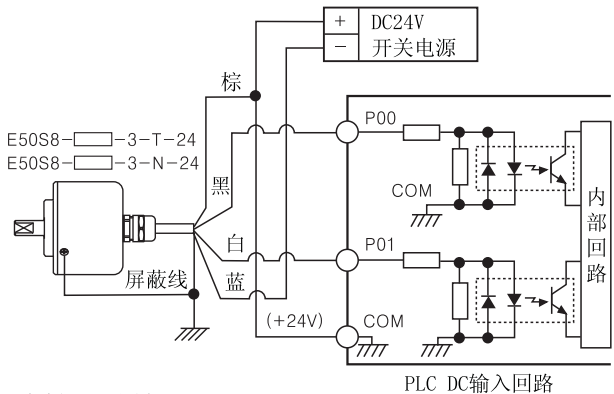 + DC24V
− 开关电源
棕
P00
E50S8-□-3-T-24
E50S8-□-3-N-24
黑
COM
内部回路
白
P01
屏蔽线
蓝
(+24V)
COM
PLC DC输入回路